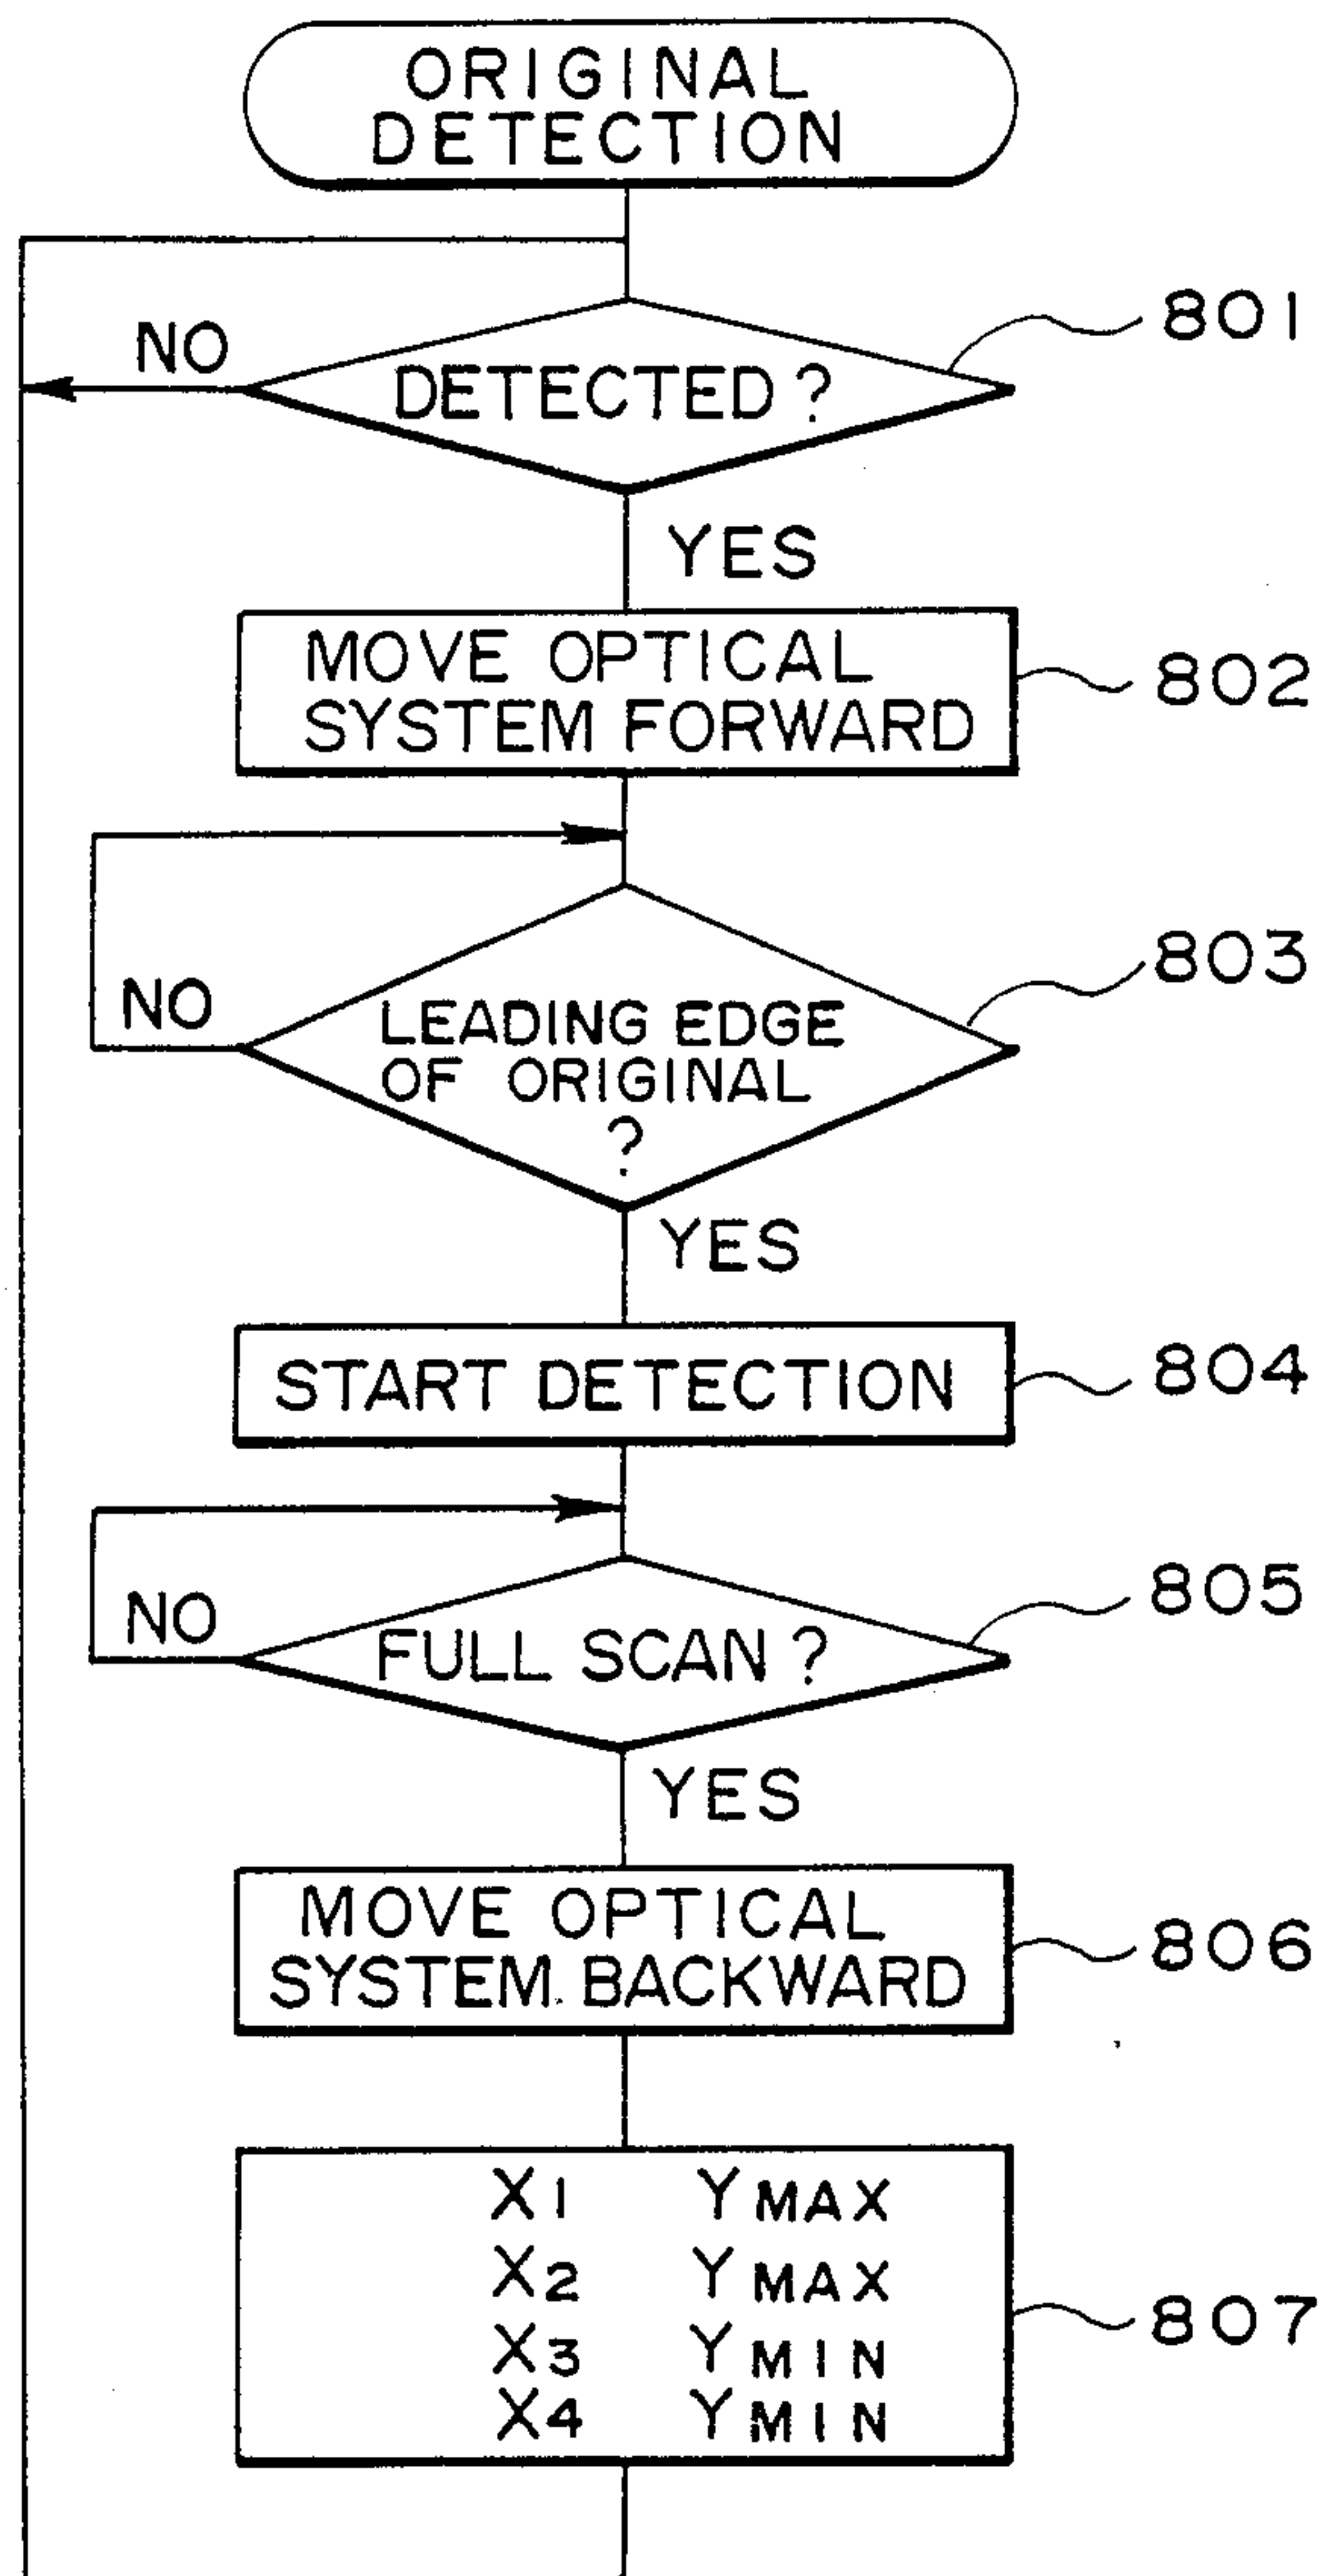 ORIGINAL
DETECTION
801
NO
DETECTED ?
YES
MOVE OPTICAL
SYSTEM FORWARD
802
803
NO
LEADING EDGE
OF ORIGINAL
?
YES
START DETECTION
804
805
NO
FULL SCAN ?
YES
MOVE OPTICAL
SYSTEM BACKWARD
806
X1 YMAX
X2 YMAX
807
X3 YMIN
X4 YMIN